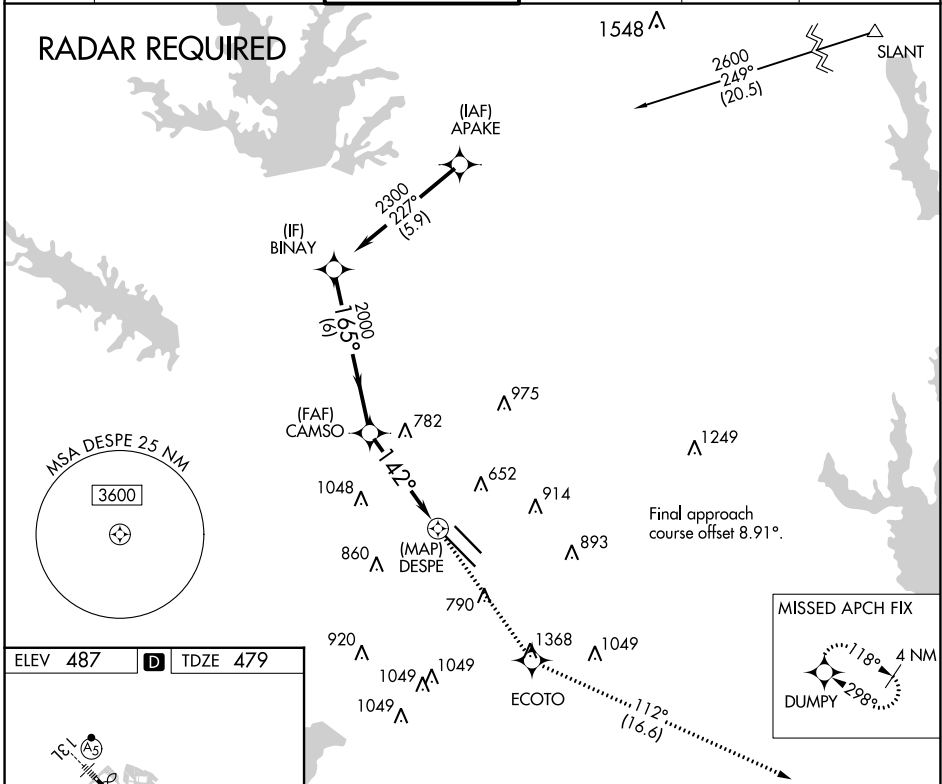 RADAR REQUIRED
1548
SLANT
2600
249°
(20.5)
(IAF)
APAKE
2300
227°
(5.9)
(IF)
BINAY
2000
165°
(6)
(FAF)
CAMSO
782
975
1249
142°
MSA DESPE 25 NM
3600
1048
652
914
Final approach
course offset 8.91°.
(MAP)
DESPE
893
860
790
MISSED APCH FIX
118°
4 NM
298°
DUMPY
920
1368
1049
1049
1049
1049
ECOTO
112°
(16.6)
ELEV 487 D TDZE 479
13L
A5